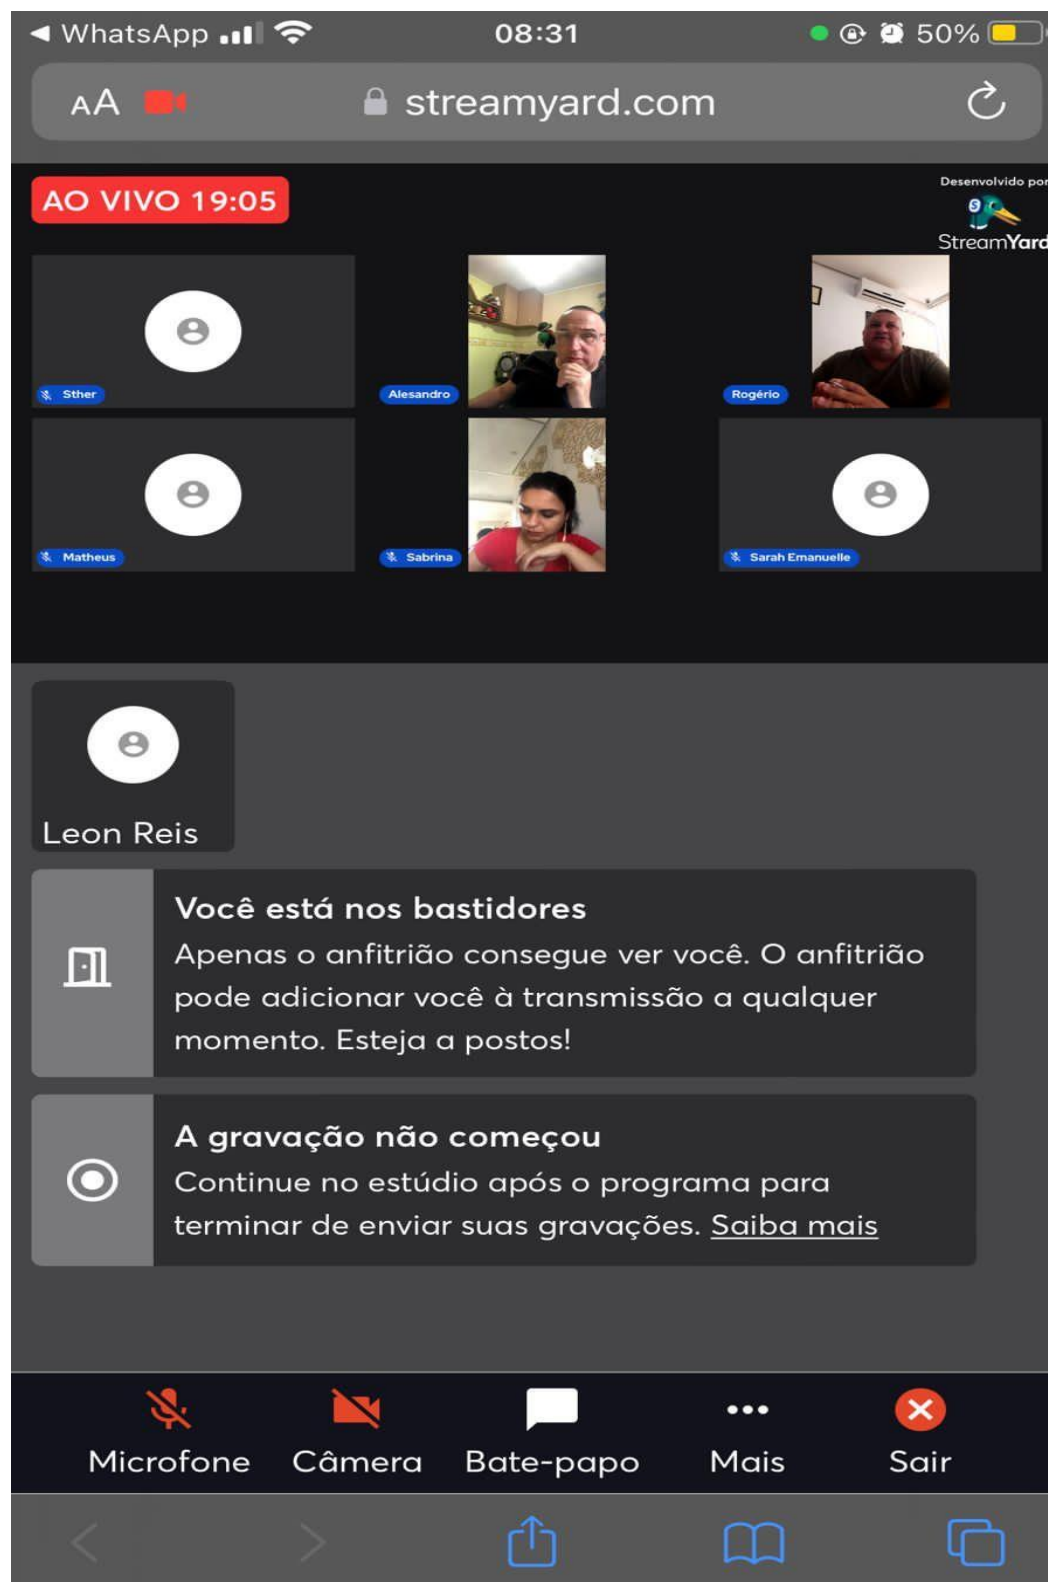 WhatsApp
08:31
50%
AA
streamyard.com
AO VIVO 19:05
Desenvolvido por
StreamYard
Sther
Alesandro
Rogério
Matheus
Sabrina
Sarah Emanuelle
Leon Reis
Você está nos bastidores
Apenas o anfitrião consegue ver você. O anfitrião
pode adicionar você à transmissão a qualquer
momento. Esteja a postos!
A gravação não começou
Continue no estúdio após o programa para
terminar de enviar suas gravações. Saiba mais
Microfone
Câmera
Bate-papo
Mais
Sair